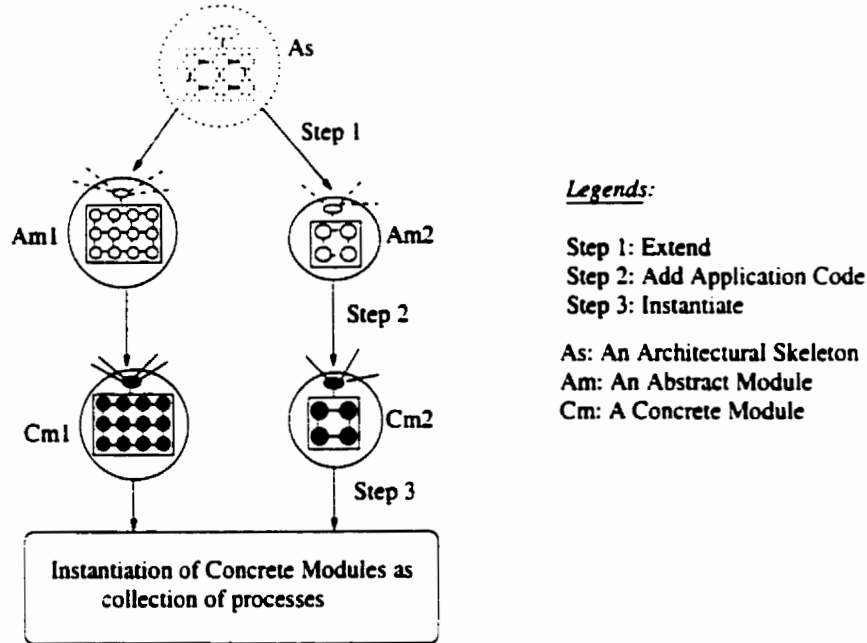 As
Step 1
Am1
Am2
Step 2
Cm1
Cm2
Step 3
Instantiation of Concrete Modules as
collection of processes
Legends:
Step 1: Extend
Step 2: Add Application Code
Step 3: Instantiate
As: An Architectural Skeleton
Am: An Abstract Module
Cm: A Concrete Module